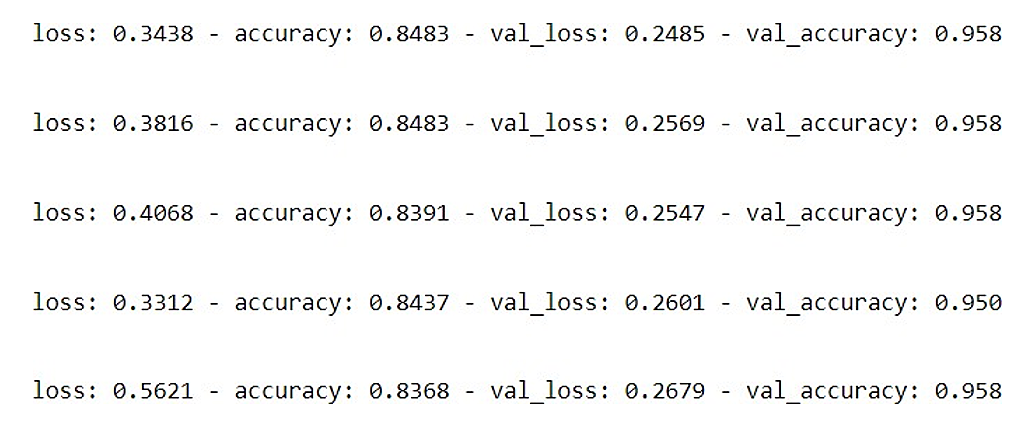 loss: 0.3438 - accuracy: 0.8483 - val_loss: 0.2485 - val_accuracy: 0.958
loss: 0.3816 - accuracy: 0.8483 - val_loss: 0.2569 - val_accuracy: 0.958
loss: 0.4068 - accuracy: 0.8391 - val_loss: 0.2547 - val_accuracy: 0.958
loss: 0.3312 - accuracy: 0.8437 - val_loss: 0.2601 - val_accuracy: 0.950
loss: 0.5621 - accuracy: 0.8368 - val_loss: 0.2679 - val_accuracy: 0.958